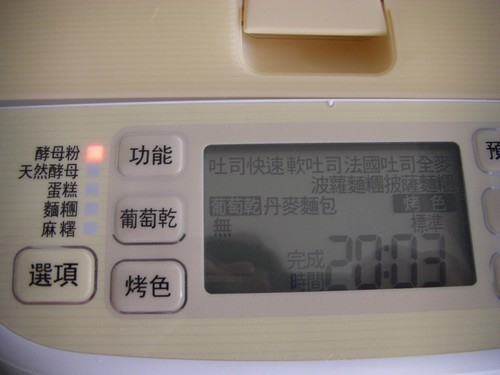 酵母粉
天然酵母
蛋糕
麵糰
麻糬
選項
功能
葡萄乾
烤色
吐司快速軟吐司法國吐司全麥
波蘿麵糰披薩麵糰
葡萄乾丹麥麵包
烤色
無
標準
完成
時間
20:03
預